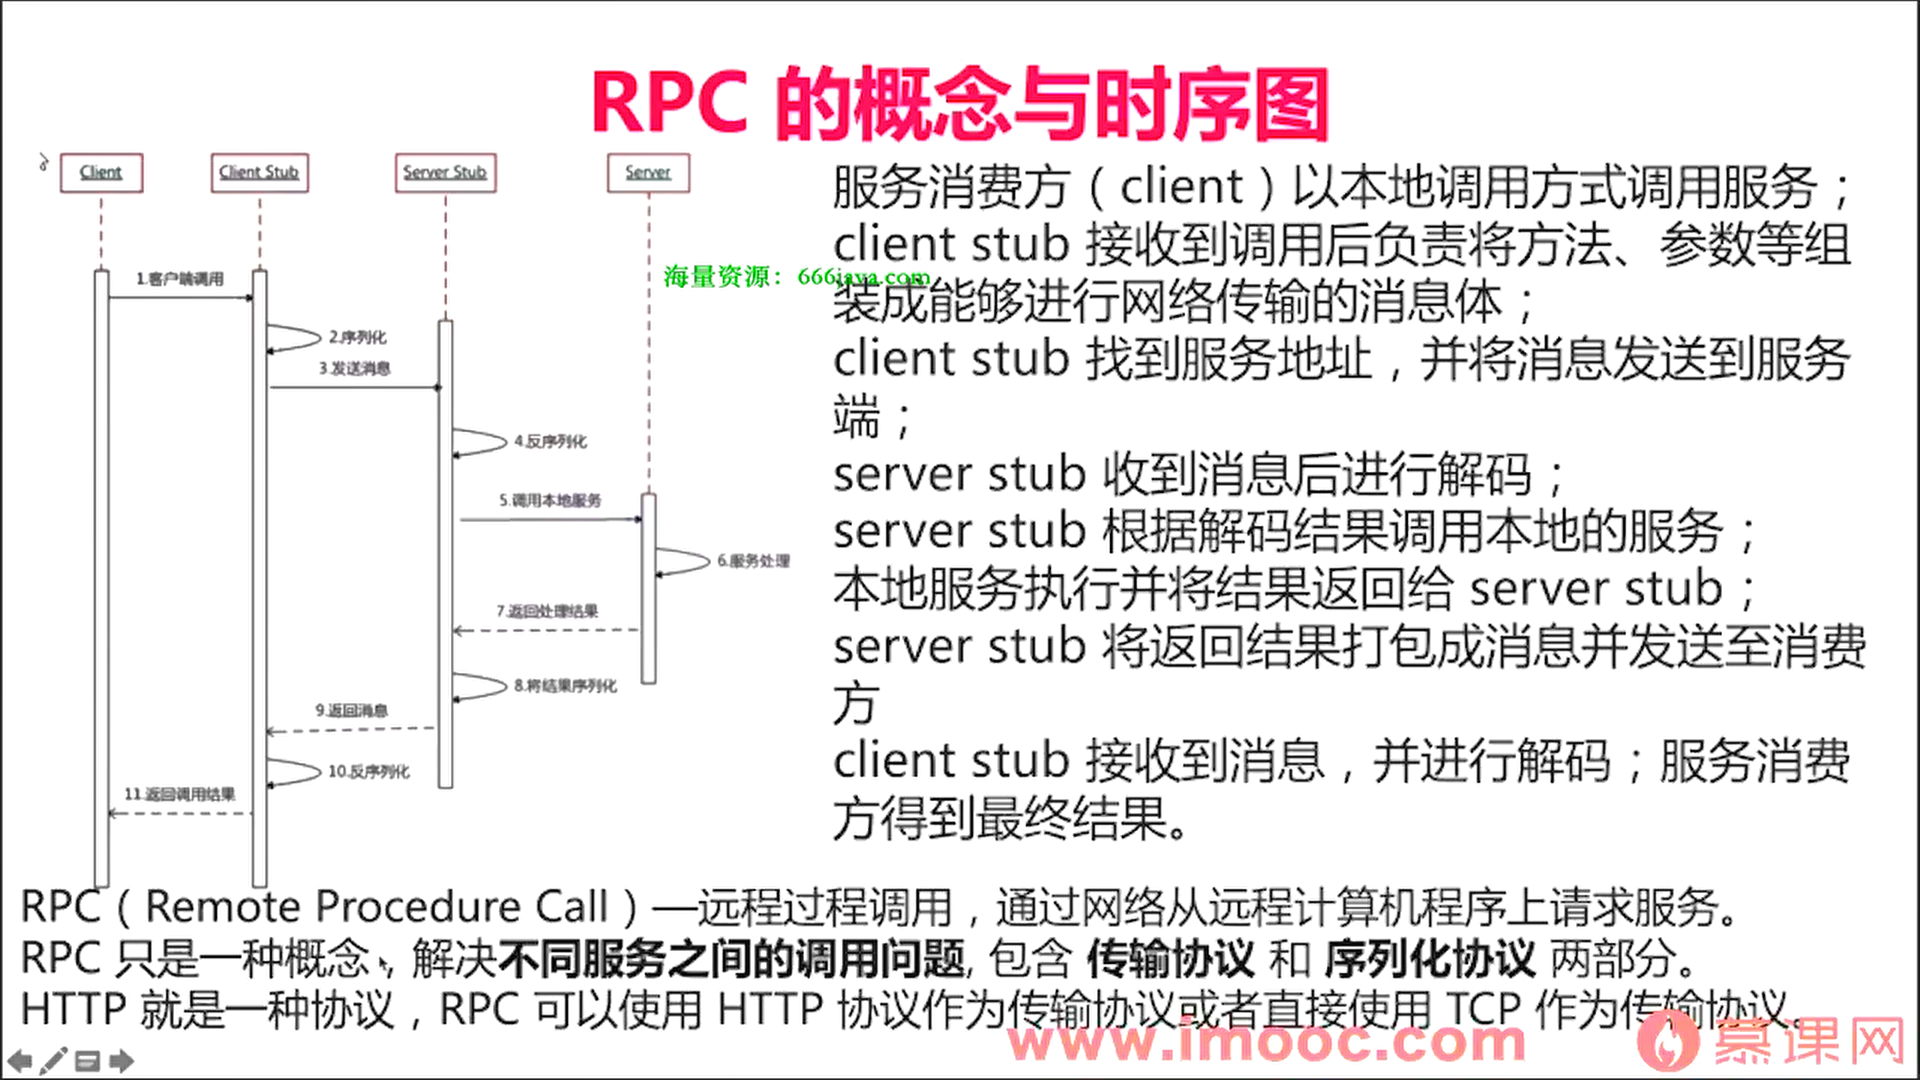 RPC 的概念与时序图
Client
Client Stub
Server Stub
Server
1.客户端调用
2.序列化
3.发送消息
4.反序列化
5.调用本地服务
6.服务处理
7.返回处理结果
8.将结果序列化
9.返回消息
10.反序列化
11.返回调用结果
海量资源：666java.com
服务消费方（client）以本地调用方式调用服务；
client stub 接收到调用后负责将方法、参数等组
装成能够进行网络传输的消息体；
client stub 找到服务地址，并将消息发送到服务
端；
server stub 收到消息后进行解码；
server stub 根据解码结果调用本地的服务；
本地服务执行并将结果返回给 server stub；
server stub 将返回结果打包成消息并发送至消费
方
client stub 接收到消息，并进行解码；服务消费
方得到最终结果。
RPC（Remote Procedure Call）—远程过程调用，通过网络从远程计算机程序上请求服务。
RPC 只是一种概念，解决不同服务之间的调用问题, 包含 传输协议 和 序列化协议 两部分。
HTTP 就是一种协议，RPC 可以使用 HTTP 协议作为传输协议或者直接使用 TCP 作为传输协议。
www.imooc.com
慕课网